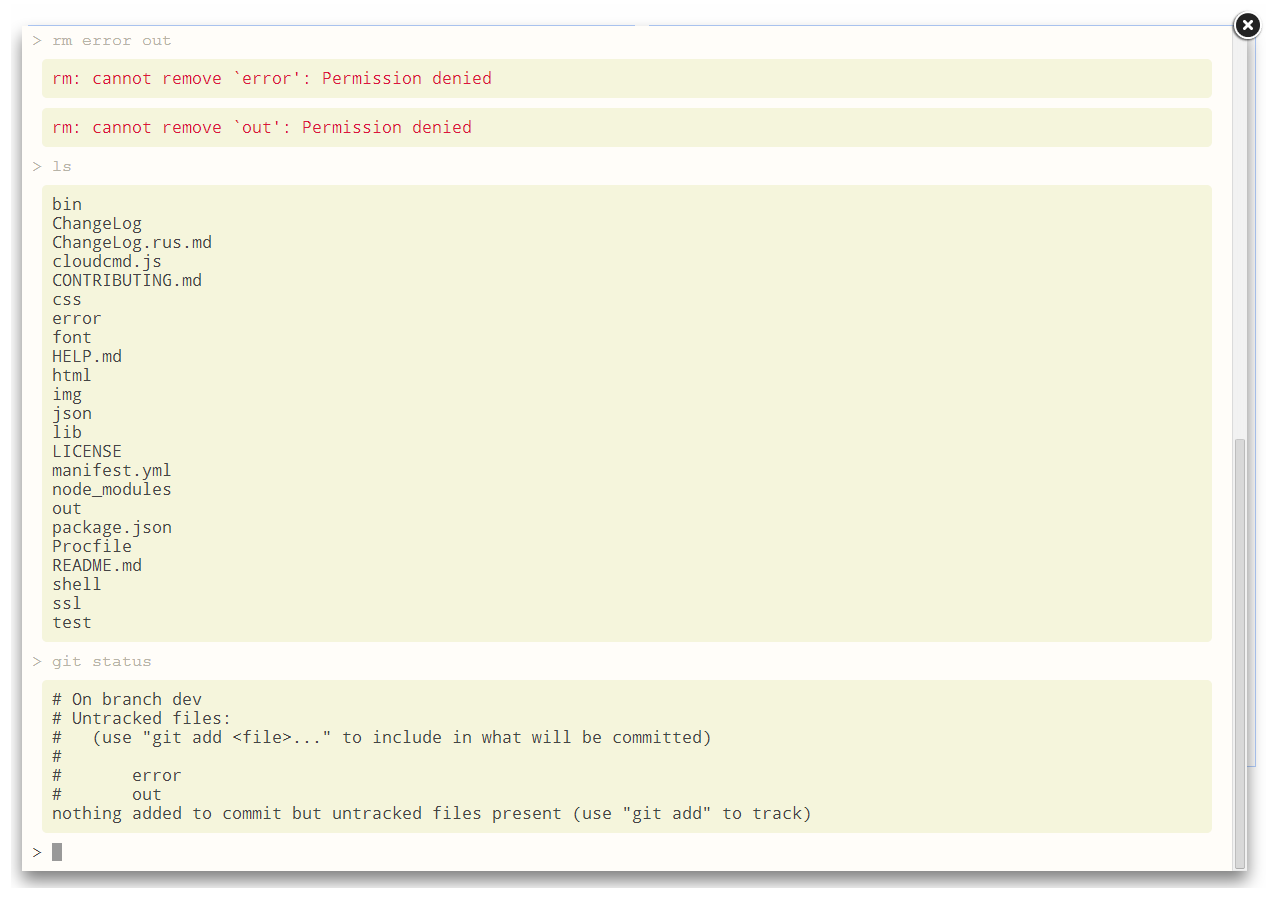 > rm error out
rm: cannot remove `error': Permission denied
rm: cannot remove `out': Permission denied
> ls
bin
ChangeLog
ChangeLog.rus.md
cloudcmd.js
CONTRIBUTING.md
css
error
font
HELP.md
html
img
json
lib
LICENSE
manifest.yml
node_modules
out
package.json
Procfile
README.md
shell
ssl
test
> git status
# On branch dev
# Untracked files:
#   (use "git add <file>..." to include in what will be committed)
#
#       error
#       out
nothing added to commit but untracked files present (use "git add" to track)
>